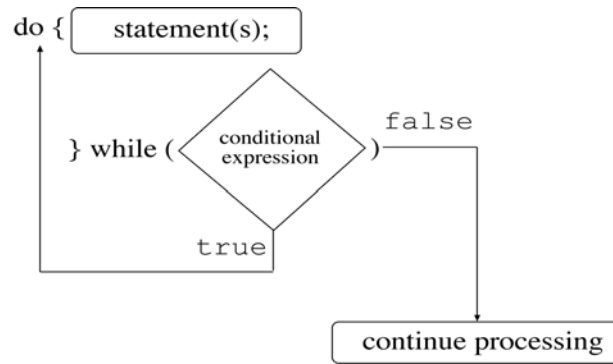 do { statement(s);
conditional
} while ( expression )
false
true
continue processing